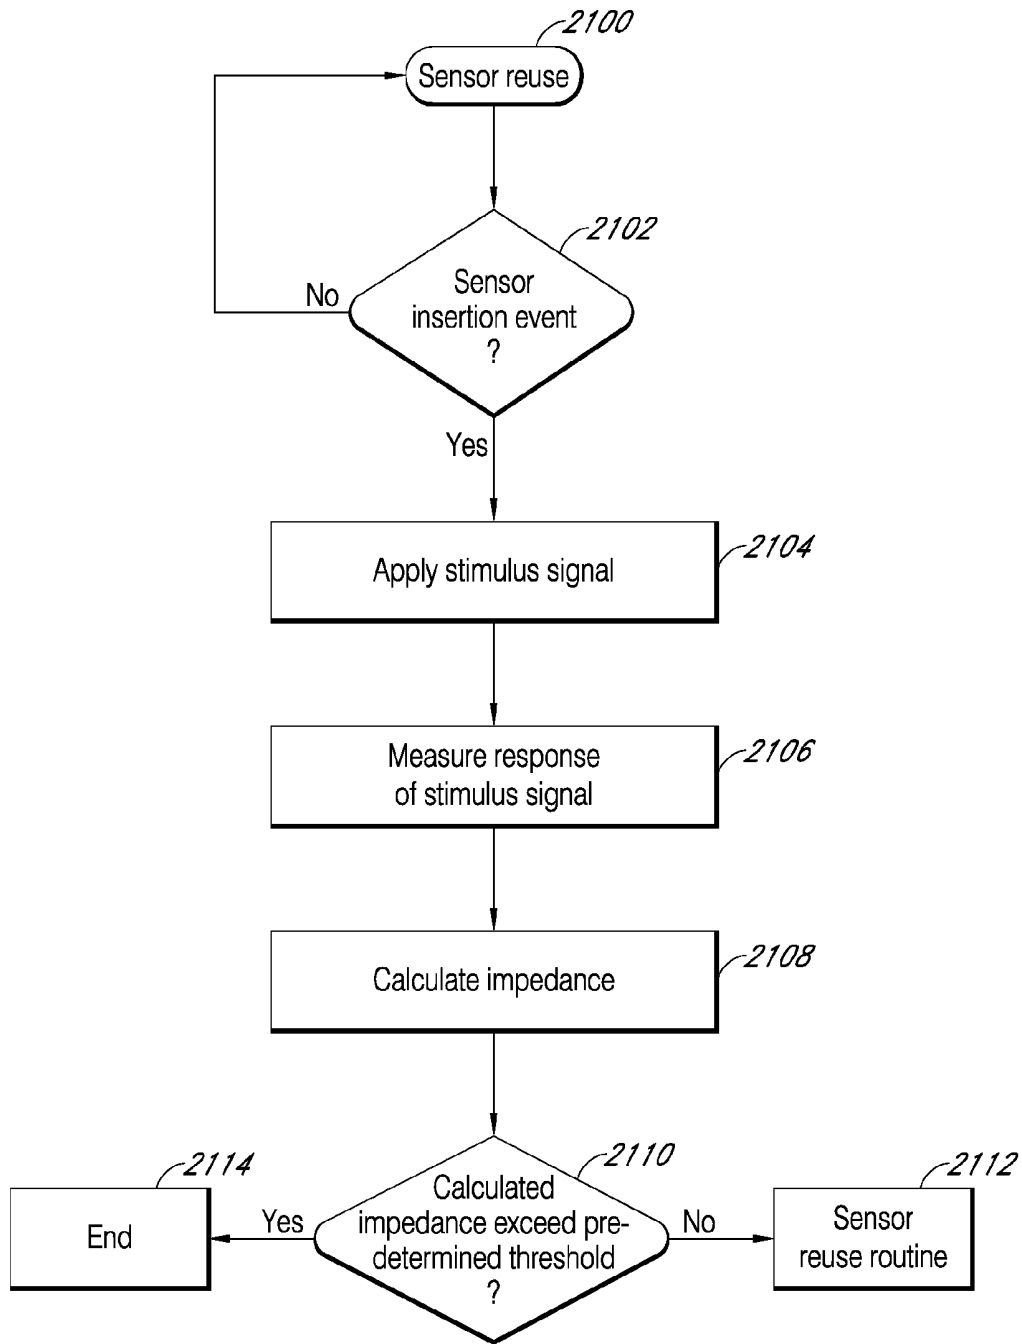 2100
Sensor reuse
2102
Sensor
insertion event
?
No
Yes
2104
Apply stimulus signal
2106
Measure response
of stimulus signal
2108
Calculate impedance
2110
Calculated
impedance exceed pre-
determined threshold
?
Yes
No
2114
End
2112
Sensor
reuse routine